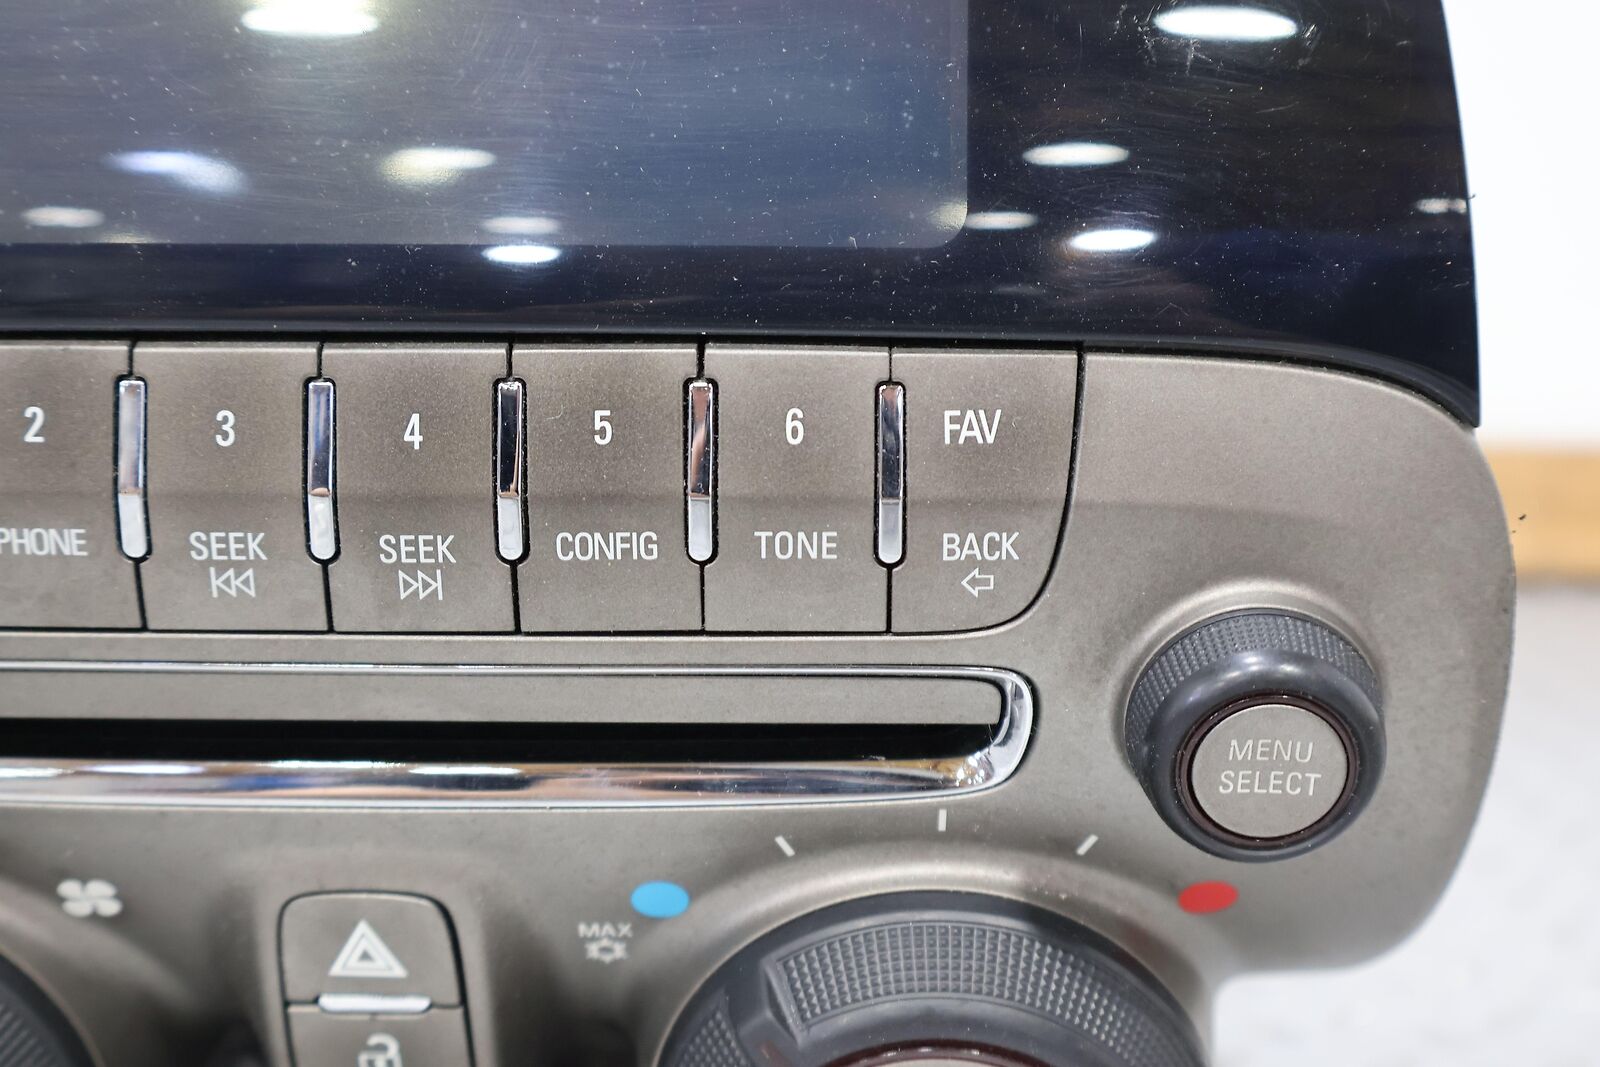 2 3 4 5 6 FAV
PHONE SEEK SEEK CONFIG TONE BACK
MENU
SELECT
MAX